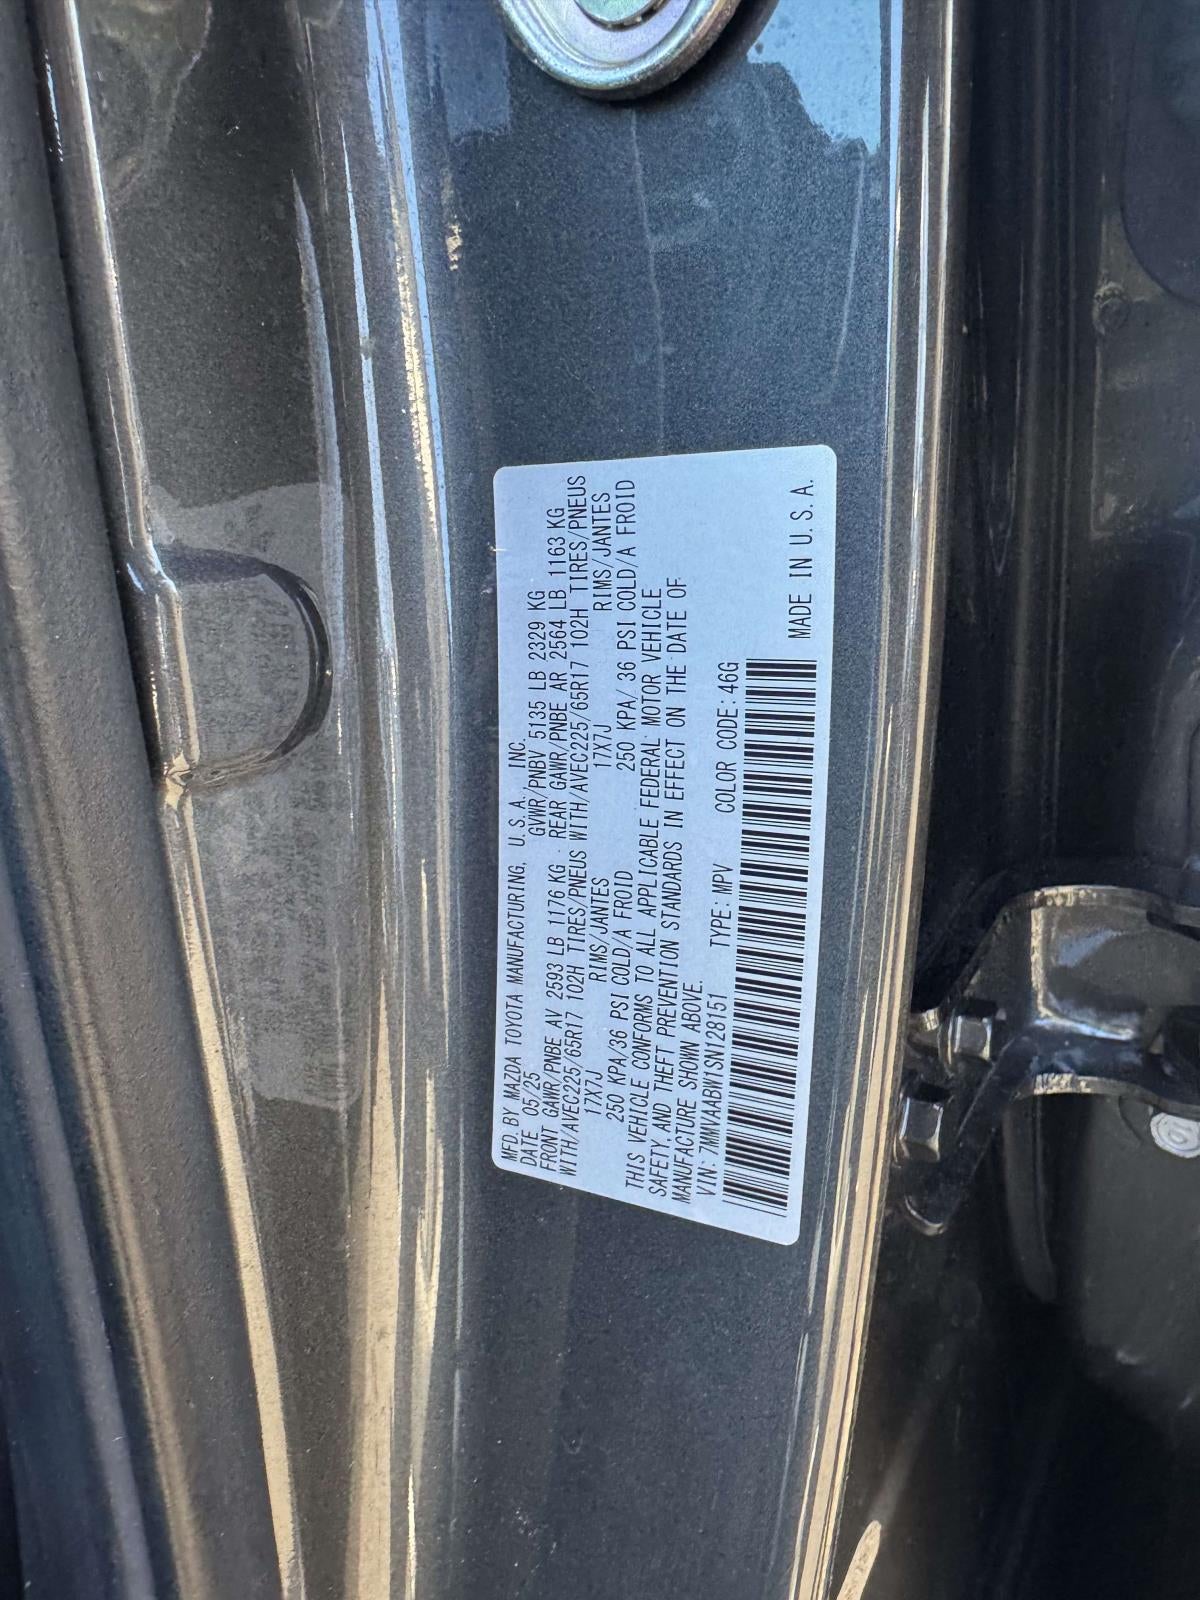 MFD. BY MAZDA TOYOTA MANUFACTURING, U.S.A. INC.
DATE 05/25 GVWR/PNBV 5135 LB 2329 KG
FRONT GAWR/PNBE AV 2593 LB 1176 KG REAR GAWR/PNBE AR 2564 LB 1163 KG
WITH/AVEC225/65R17 102H TIRES/PNEUS WITH/AVEC225/65R17 102H TIRES/PNEUS
17X7J RIMS/JANTES 17X7J RIMS/JANTES
250 KPA/36 PSI COLD/A FROID 250 KPA/ 36 PSI COLD/A FROID
THIS VEHICLE CONFORMS TO ALL APPLICABLE FEDERAL MOTOR VEHICLE
SAFETY, AND THEFT PREVENTION STANDARDS IN EFFECT ON THE DATE OF
MANUFACTURE SHOWN ABOVE.
VIN: 7MMVAABW1SN128151 TYPE: MPV COLOR CODE: 46G
MADE IN U.S.A.